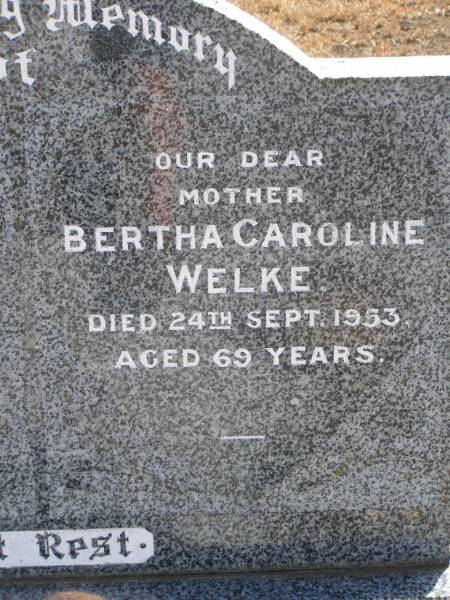 Memory
OUR DEAR
MOTHER
BERTHA CAROLINE
WELKE.
DIED 24TH SEPT. 1953.
AGED 69 YEARS.
Rest.